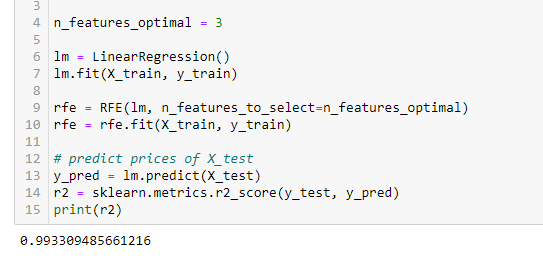 3
4 n_features_optimal = 3
5
6 lm = LinearRegression()
7 lm.fit(X_train, y_train)
8
9 rfe = RFE(lm, n_features_to_select=n_features_optimal)
10 rfe = rfe.fit(X_train, y_train)
11
12 # predict prices of X_test
13 y_pred = lm.predict(X_test)
14 r2 = sklearn.metrics.r2_score(y_test, y_pred)
15 print(r2)
0.993309485661216